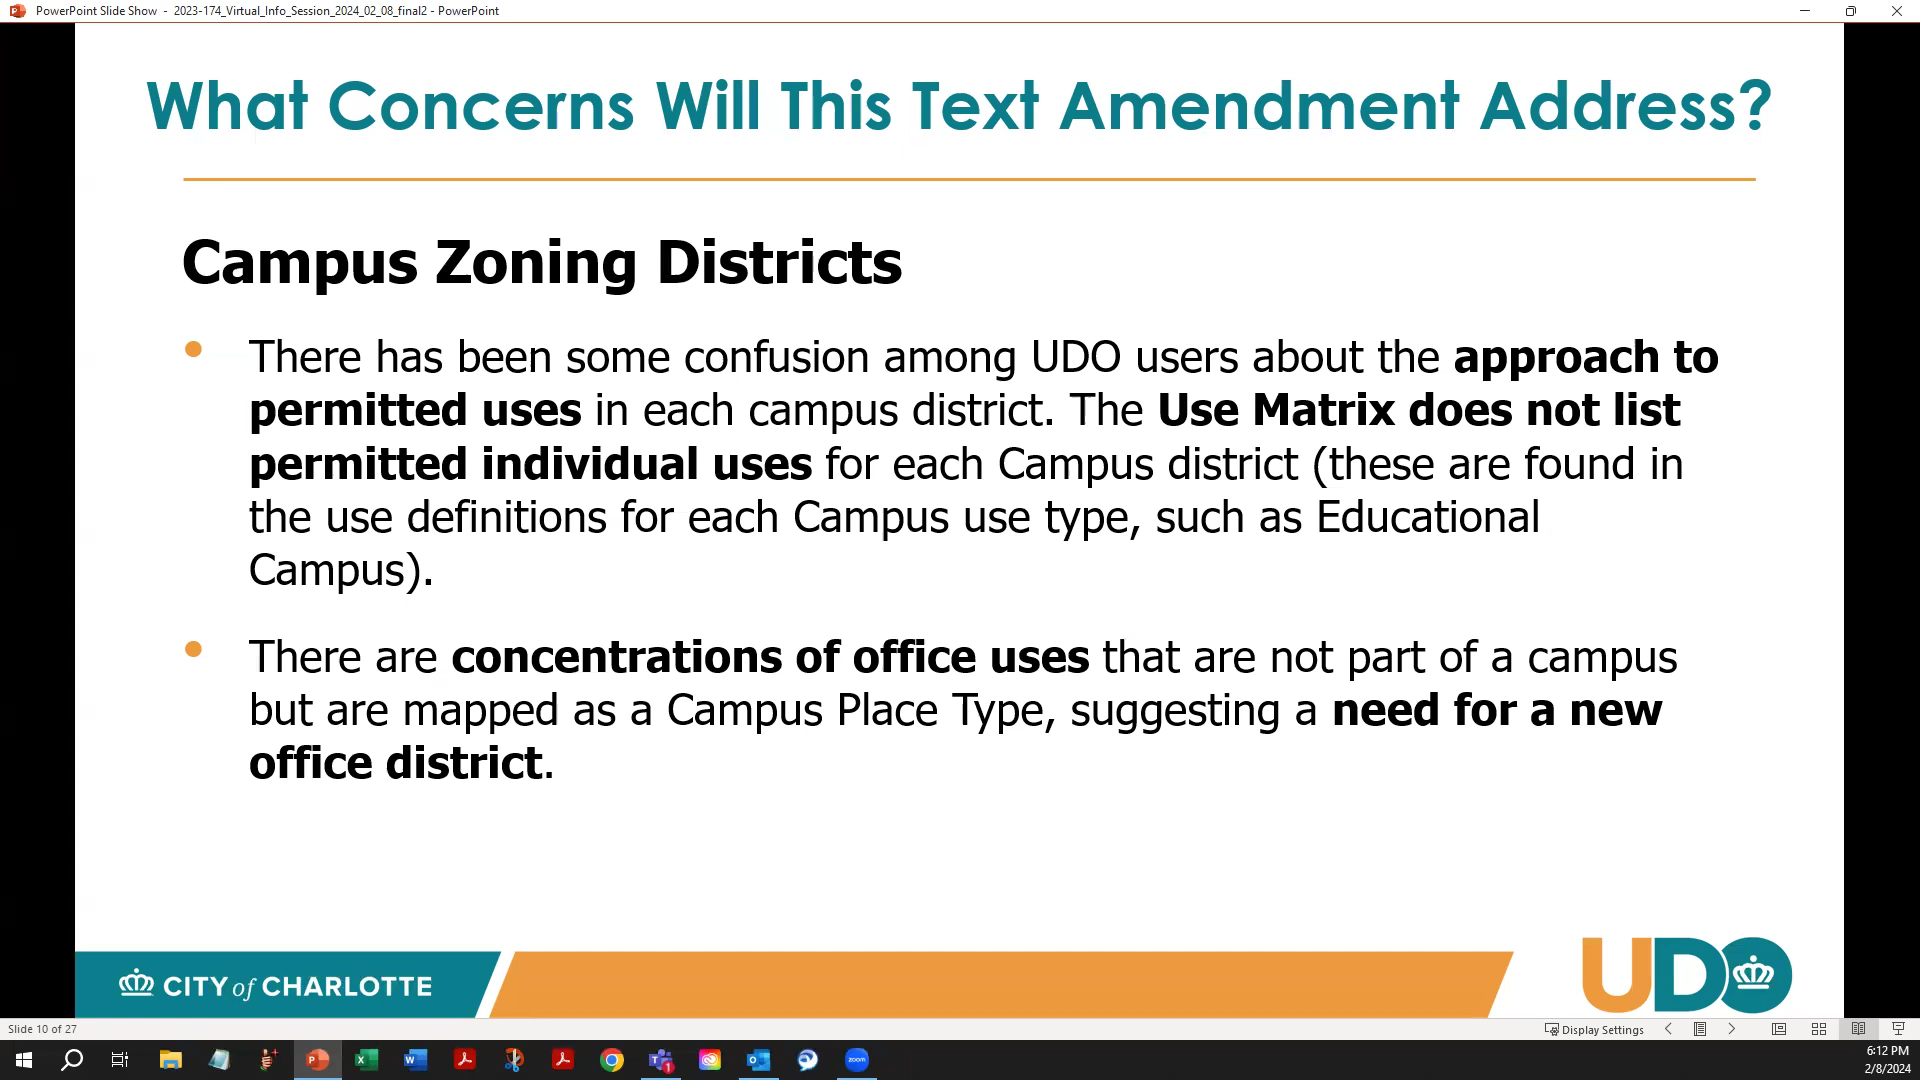 PowerPoint Slide Show - 2023-174_Virtual_Info_Session_2024_02_08_final2 - PowerPoint
What Concerns Will This Text Amendment Address?
Campus Zoning Districts
• There has been some confusion among UDO users about the approach to
permitted uses in each campus district. The Use Matrix does not list
permitted individual uses for each Campus district (these are found in
the use definitions for each Campus use type, such as Educational
Campus).
• There are concentrations of office uses that are not part of a campus
but are mapped as a Campus Place Type, suggesting a need for a new
office district.
CITY of CHARLOTTE
UDO
Slide 10 of 27
Display Settings
zoom
6:12 PM
2/8/2024